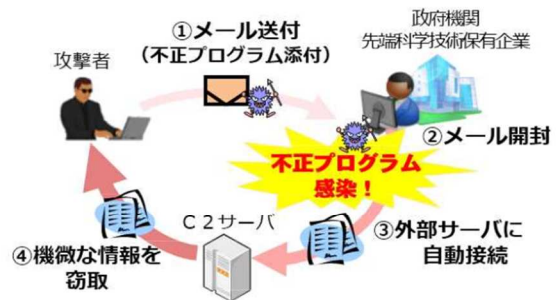 ①メール送付
(不正プログラム添付)
政府機関
先端科学技術保有企業
攻撃者
②メール開封
不正プログラム
感染！
C2サーバ
③外部サーバに
自動接続
④機微な情報を
窃取